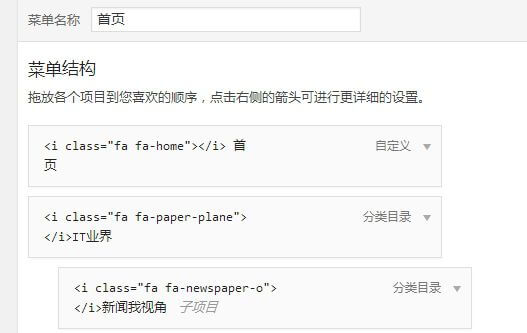 菜单名称 首页
菜单结构
拖放各个项目到您喜欢的顺序，点击右侧的箭头可进行更详细的设置。
<i class="fa fa-home"></i> 首 自定义
页
<i class="fa fa-paper-plane"> 分类目录
</i>IT业界
<i class="fa fa-newspaper-o"> 分类目录
</i>新闻我视角 子项目